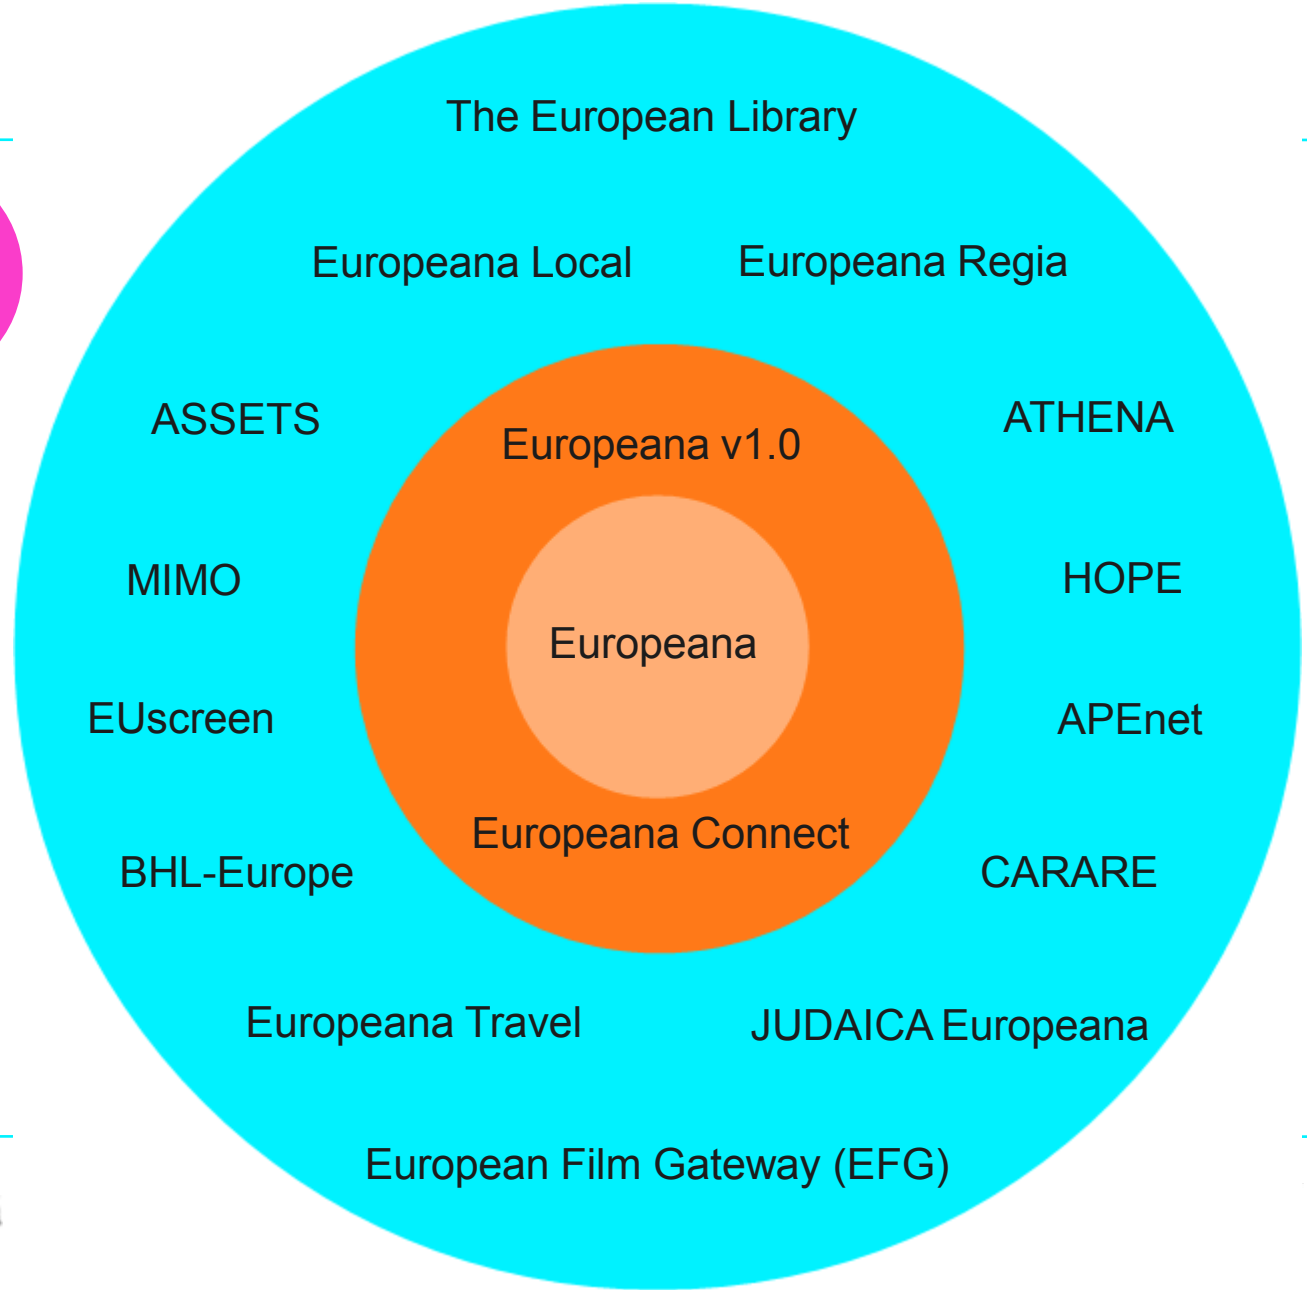 The European Library
Europeana Local
Europeana Regia
ASSETS
ATHENA
Europeana v1.0
MIMO
HOPE
Europeana
EUscreen
APEnet
Europeana Connect
BHL-Europe
CARARE
Europeana Travel
JUDAICA Europeana
European Film Gateway (EFG)